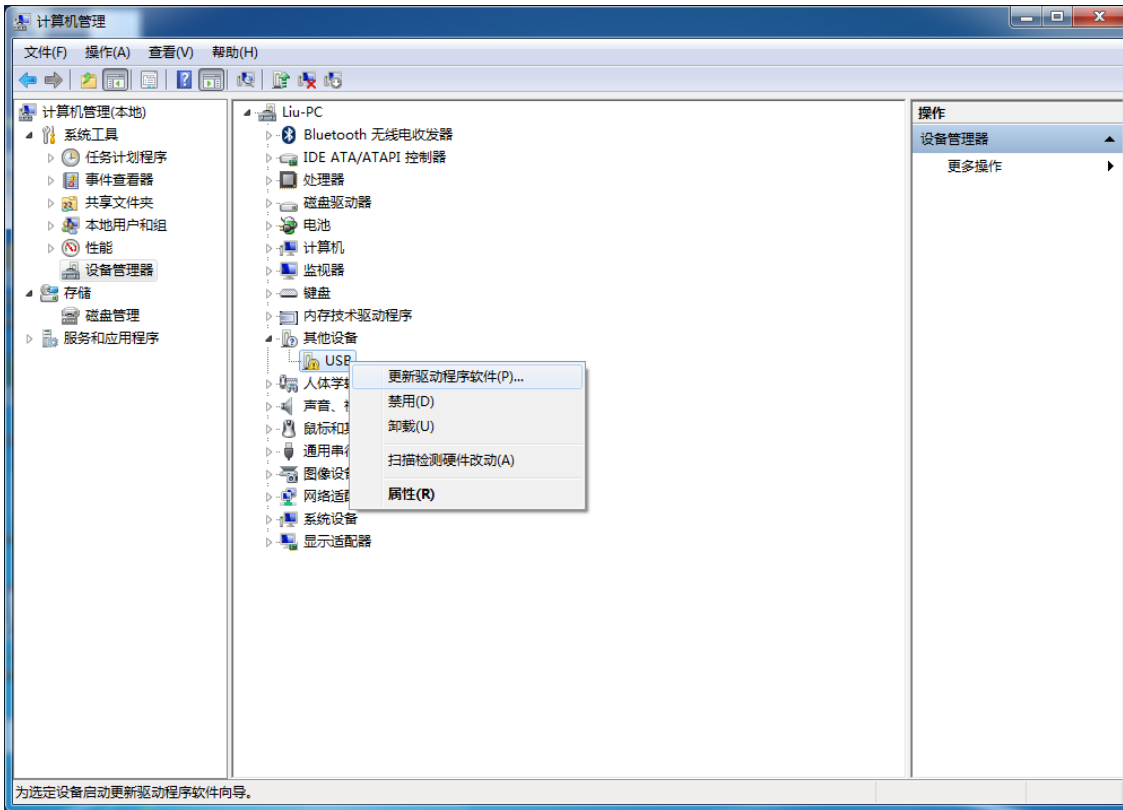 计算机管理
文件(F) 操作(A) 查看(V) 帮助(H)
计算机管理(本地)
系统工具
任务计划程序
事件查看器
共享文件夹
本地用户和组
性能
设备管理器
存储
磁盘管理
服务和应用程序
Liu-PC
Bluetooth 无线电收发器
IDE ATA/ATAPI 控制器
处理器
磁盘驱动器
电池
计算机
监视器
键盘
内存技术驱动程序
其他设备
USB
人体学
声音、
鼠标和
通用串
图像设
网络适
系统设备
显示适配器
更新驱动程序软件(P)...
禁用(D)
卸载(U)
扫描检测硬件改动(A)
属性(R)
操作
设备管理器
更多操作
为选定设备启动更新驱动程序软件向导。